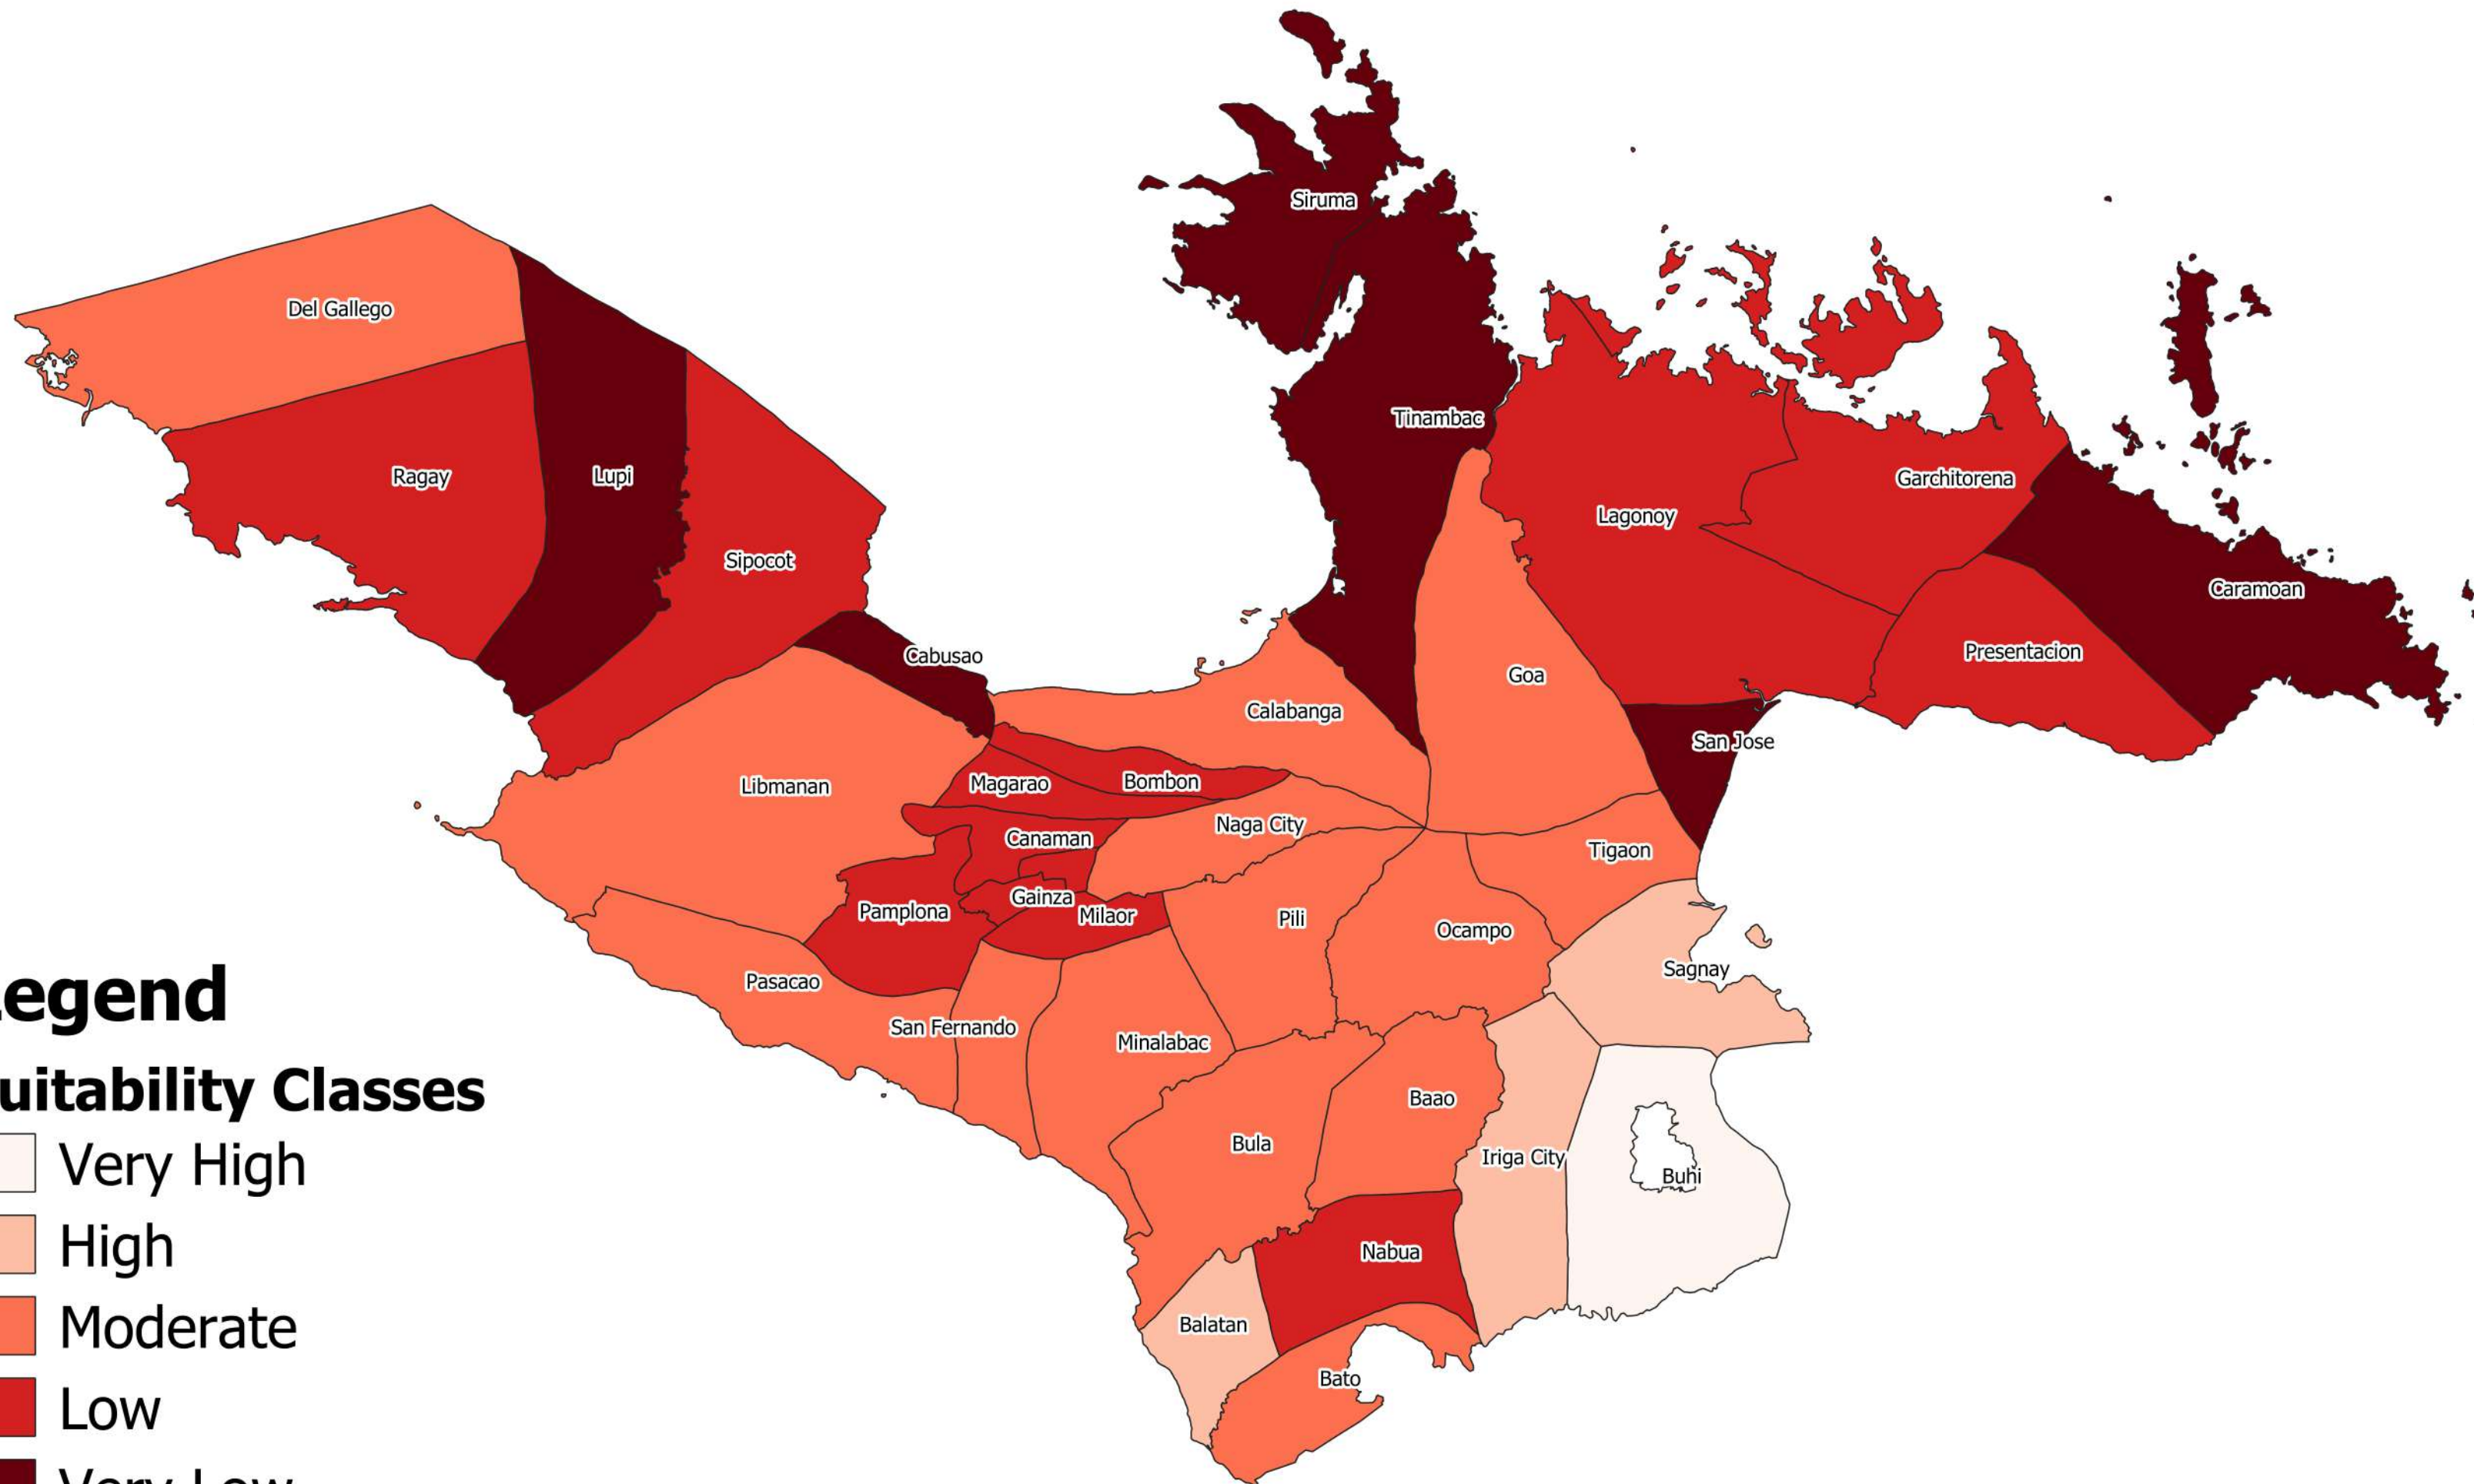 Siruma
Del Gallego
Tinambac
Ragay
Lupi
Garchitorena
Lagonoy
Sipocot
Caramoan
Cabusao
Presentacion
Goa
Calabanga
San Jose
Libmanan
Magarao
Bombon
Naga City
Canaman
Tigaon
Gainza
Pamplona
Milaor
Pili
Ocampo
Sagnay
Pasacao
San Fernando
Minalabac
Baao
Bula
Iriga City
Buhi
Nabua
Balatan
Bato
egend
uitability Classes
Very High
High
Moderate
Low
Very Low